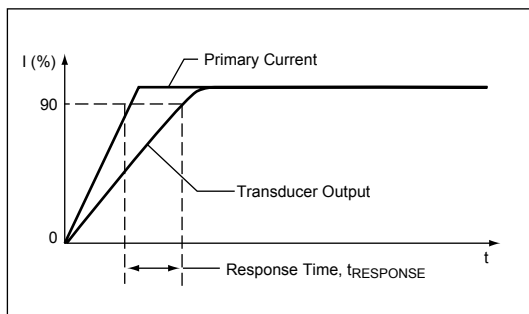 Primary Current
I (%)
90
Transducer Output
0
Response Time, tRESPONSE
t